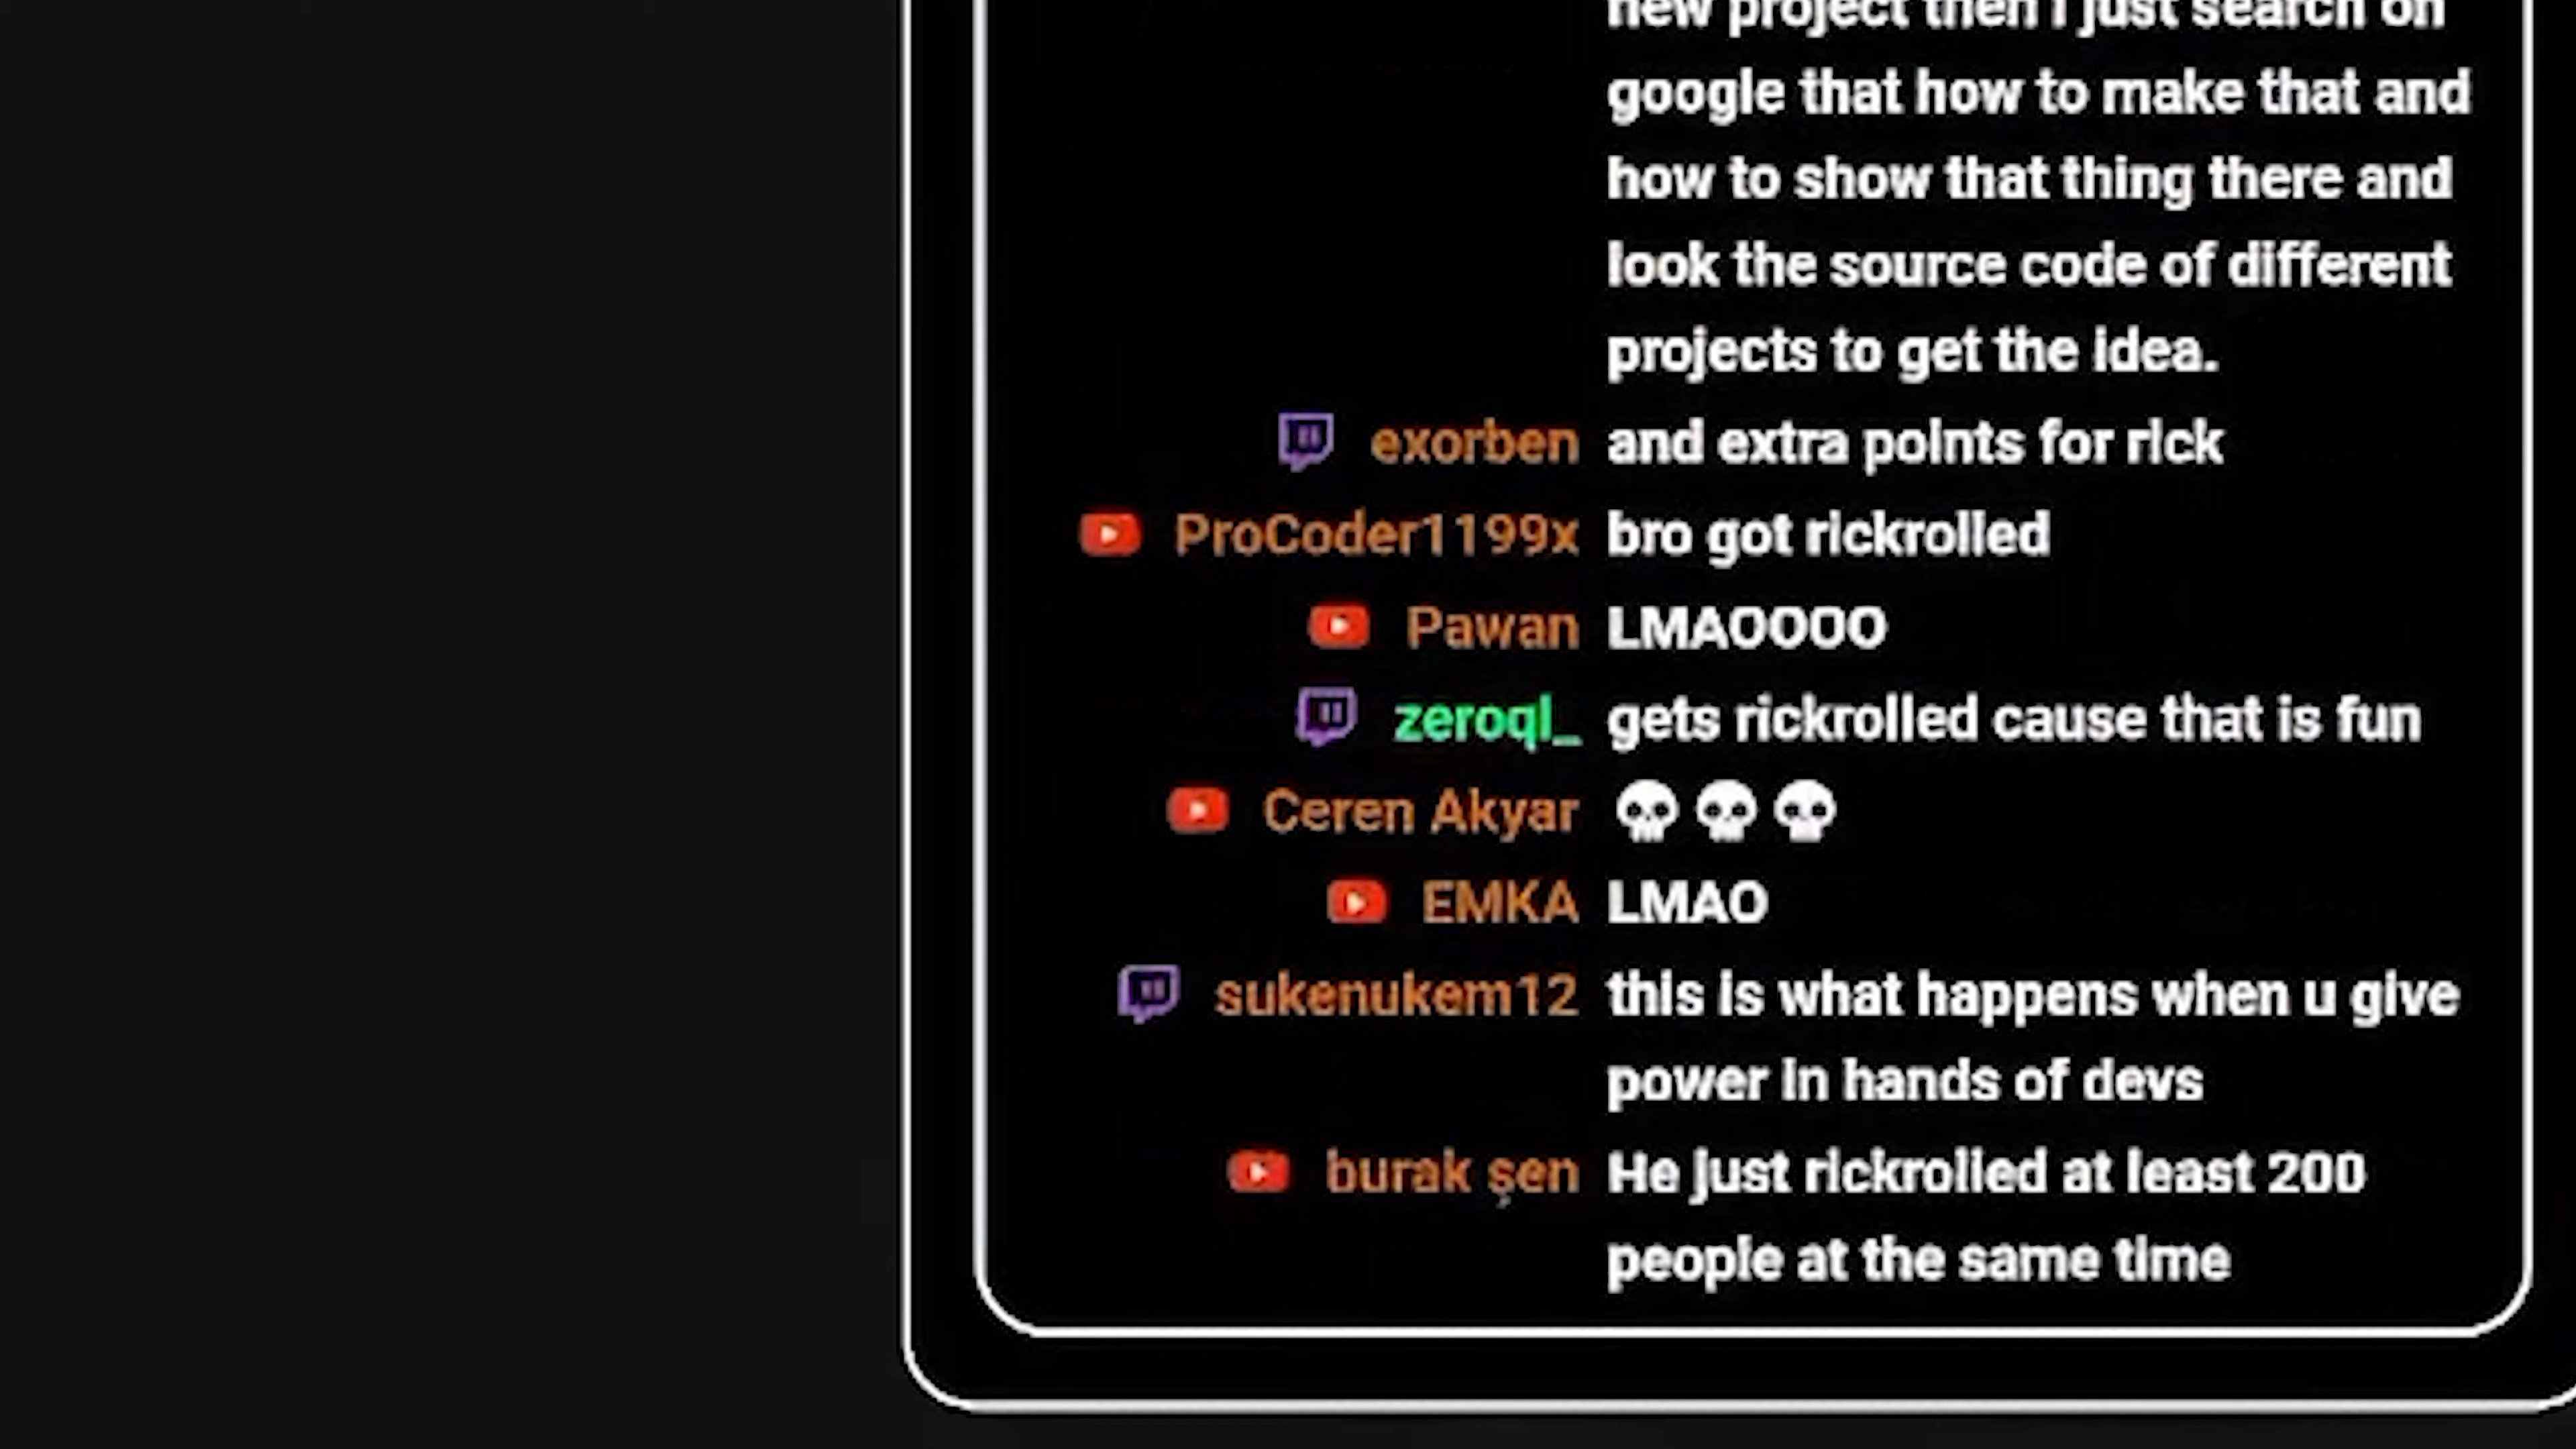 new project then I just search on
google that how to make that and
how to show that thing there and
look the source code of different
projects to get the idea.
exorben and extra points for rick
ProCoder1199x bro got rickrolled
Pawan LMAOOOO
zeroql_ gets rickrolled cause that is fun
Ceren Akyar 💀💀💀
EMKA LMAO
sukenukem12 this is what happens when u give
power in hands of devs
burak şen He just rickrolled at least 200
people at the same time